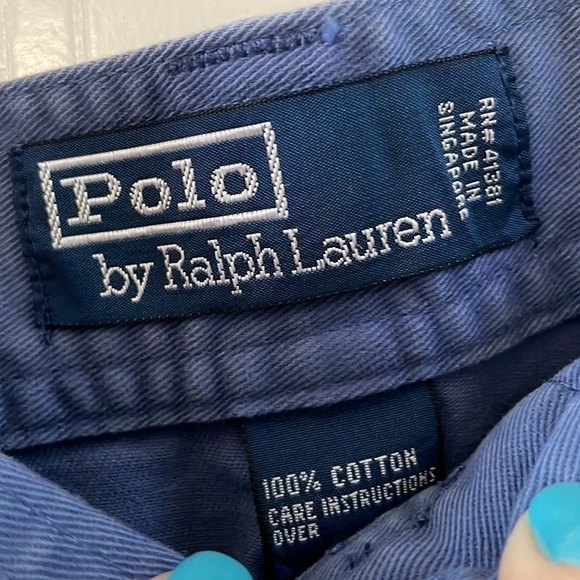 Polo
by Ralph Lauren
RN# 41381
MADE IN
SINGAPORE
100% COTTON
CARE INSTRUCTIONS
OVER